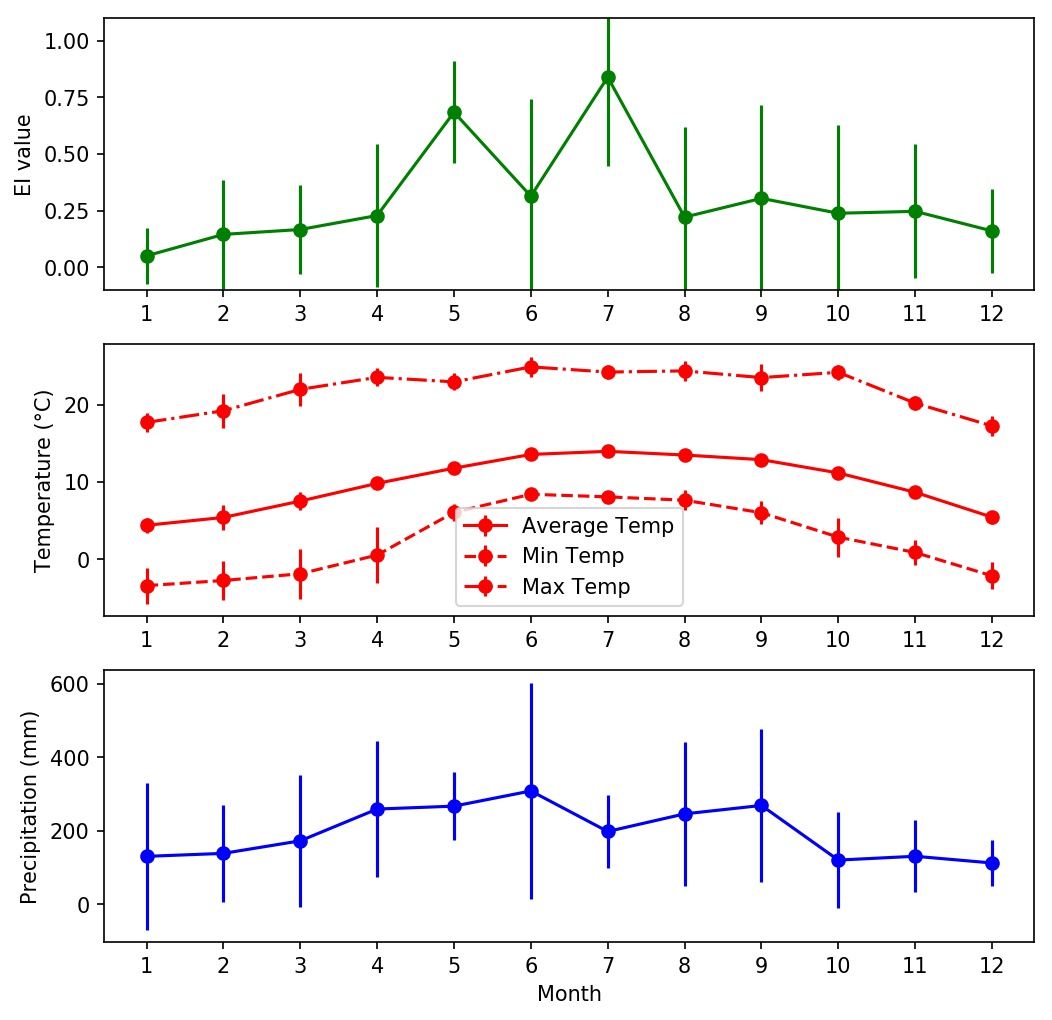 EI value
1.00
0.75
0.50
0.25
0.00
1 2 3 4 5 6 7 8 9 10 11 12
Temperature (°C)
20
10
0
Average Temp
Min Temp
Max Temp
1 2 3 4 5 6 7 8 9 10 11 12
Precipitation (mm)
600
400
200
0
1 2 3 4 5 6 7 8 9 10 11 12
Month